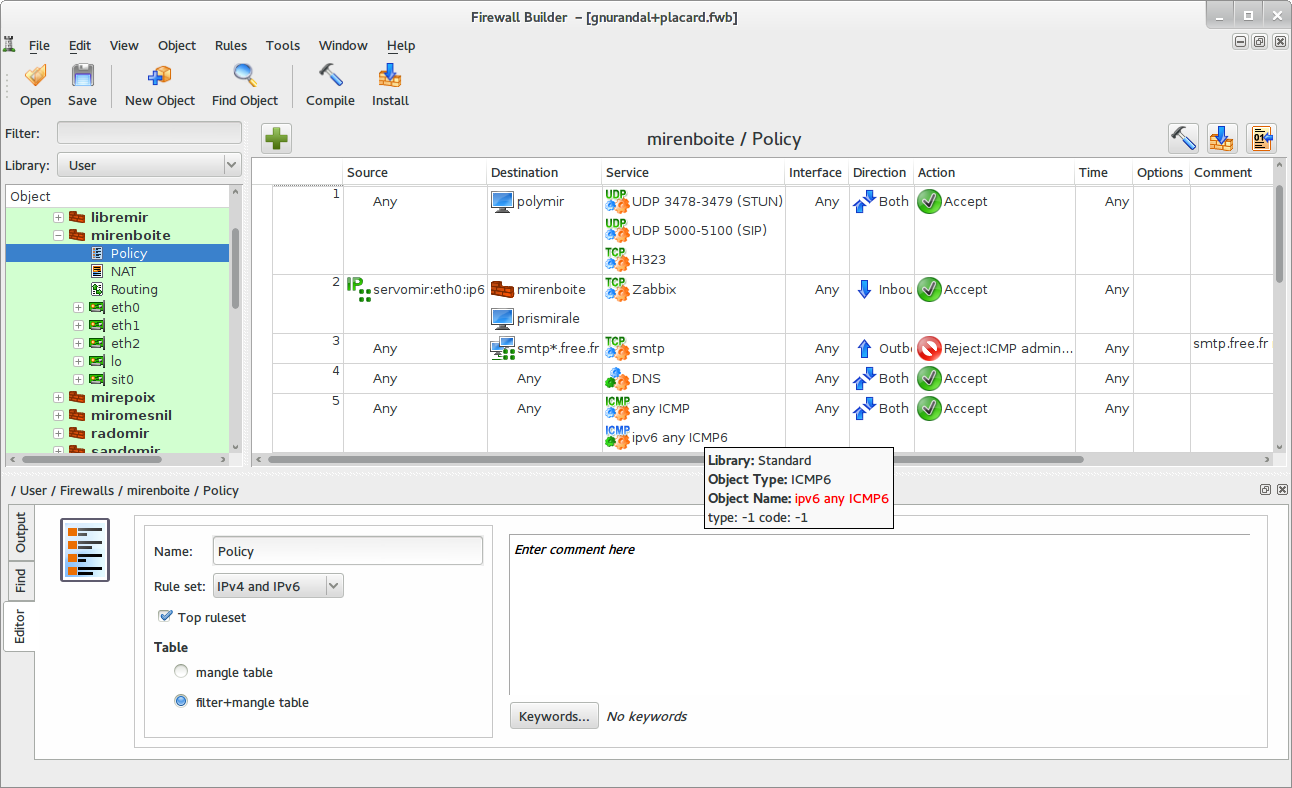 Firewall Builder - [gnurandal+placard.fwb]
File Edit View Object Rules Tools Window Help
Open Save New Object Find Object Compile Install
Filter:
Library: User
mirenboite / Policy
Object
libremir
mirenboite
Policy
NAT
Routing
eth0
eth1
eth2
lo
sit0
mirepoix
miromesnil
radomir
sandomir
Source Destination Service Interface Direction Action Time Options Comment
1 Any polymir UDP UDP 3478-3479 (STUN) Any Both Accept Any
UDP UDP 5000-5100 (SIP)
TCP H323
2 IP servomir:eth0:ip6 mirenboite TCP Zabbix Any Inbou Accept Any
prismirale
3 Any smtp*.free.fr TCP smtp Any Outb Reject:ICMP admin... Any smtp.free.fr
4 Any Any DNS Any Both Accept Any
5 Any Any ICMP any ICMP Any Both Accept Any
ICMP ipv6 any ICMP6
Library: Standard
Object Type: ICMP6
Object Name: ipv6 any ICMP6
type: -1 code: -1
/ User / Firewalls / mirenboite / Policy
Output
Find
Editor
Name: Policy
Rule set: IPv4 and IPv6
Top ruleset
Table
mangle table
filter+mangle table
Enter comment here
Keywords... No keywords